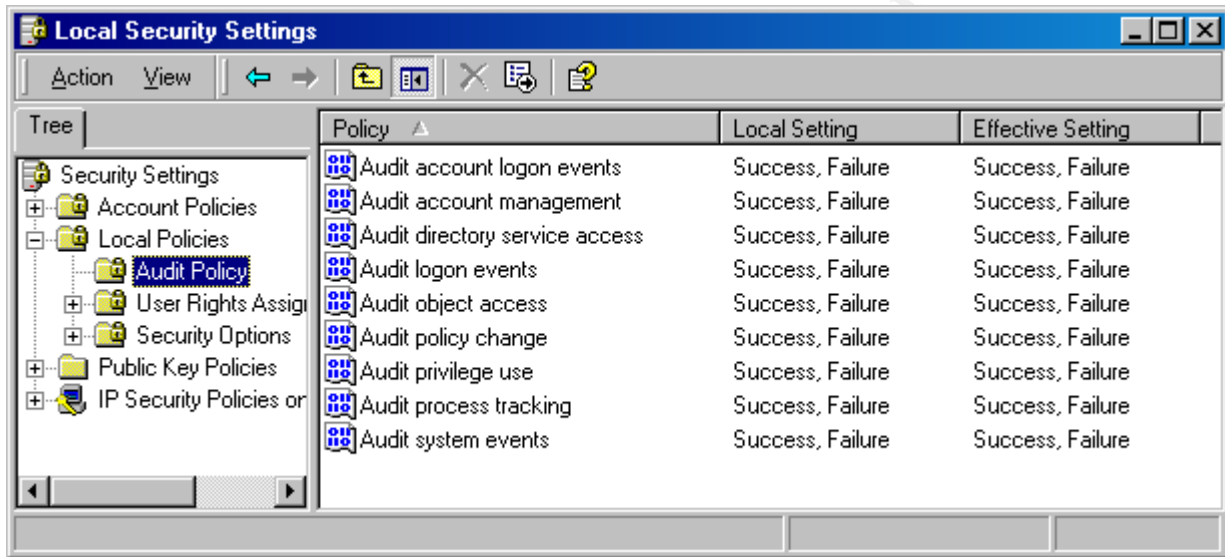 Local Security Settings
Action View
Tree
Policy Local Setting Effective Setting
Security Settings
Account Policies
Local Policies
Audit Policy
User Rights Assig
Security Options
Public Key Policies
IP Security Policies or
Audit account logon events Success, Failure Success, Failure
Audit account management Success, Failure Success, Failure
Audit directory service access Success, Failure Success, Failure
Audit logon events Success, Failure Success, Failure
Audit object access Success, Failure Success, Failure
Audit policy change Success, Failure Success, Failure
Audit privilege use Success, Failure Success, Failure
Audit process tracking Success, Failure Success, Failure
Audit system events Success, Failure Success, Failure